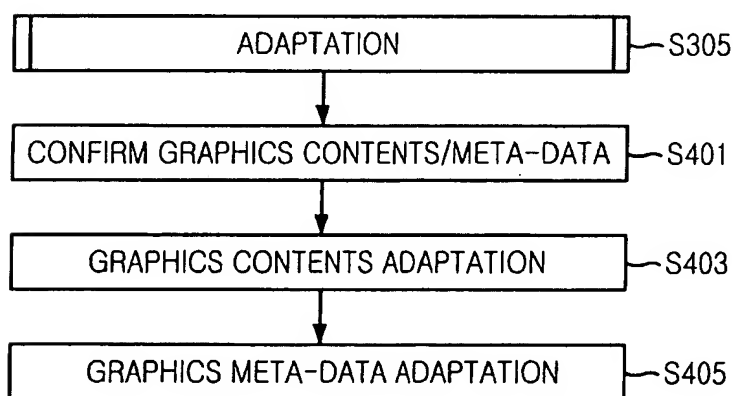 ADAPTATION S305
CONFIRM GRAPHICS CONTENTS/META-DATA S401
GRAPHICS CONTENTS ADAPTATION S403
GRAPHICS META-DATA ADAPTATION S405